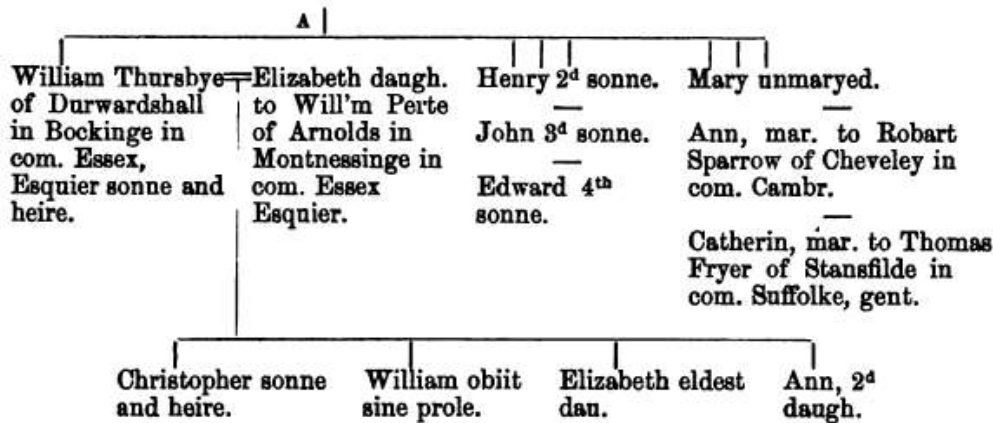 A
William Thursbye
of Durwardshall
in Bockinge in
com. Essex,
Esquier sonne and
heire.
Elizabeth daugh.
to Will'm Perte
of Arnolds in
Montnessinge in
com. Essex
Esquier.
Henry 2d sonne.
John 3d sonne.
Edward 4th
sonne.
Mary unmaryed.
Ann, mar. to Robart
Sparrow of Cheveley in
com. Cambr.
Catherin, mar. to Thomas
Fryer of Stansfilde in
com. Suffolke, gent.
Christopher sonne
and heire.
William obiit
sine prole.
Elizabeth eldest
dau.
Ann, 2d
daugh.